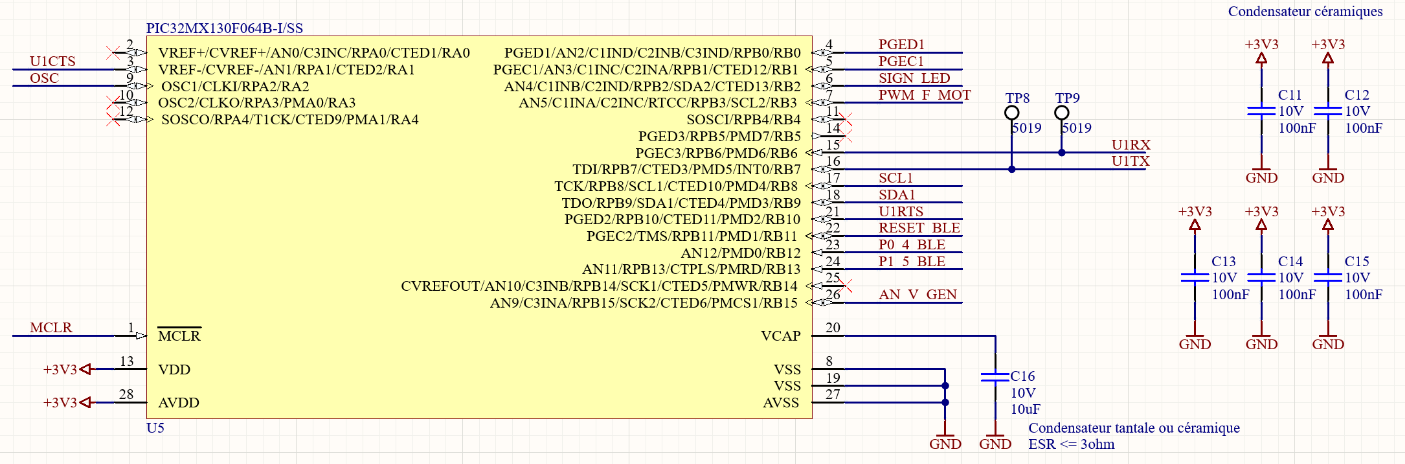 Condensateur céramiques
PIC32MX130F064B-I/SS
2 VREF+/CVREF+/AN0/C3INC/RPA0/CTED1/RA0
U1CTS 3 VREF-/CVREF-/AN1/RPA1/CTED2/RA1
OSC 9 OSC1/CLKI/RPA2/RA2
10 OSC2/CLKO/RPA3/PMA0/RA3
12 SOSCO/RPA4/T1CK/CTED9/PMA1/RA4
MCLR 1 MCLR
+3V3 13 VDD
+3V3 28 AVDD
U5
PGED1/AN2/C1IND/C2INB/C3IND/RPB0/RB0 4 PGED1
PGEC1/AN3/C1INC/C2INA/RPB1/CTED12/RB1 5 PGEC1
AN4/C1INB/C2IND/RPB2/SDA2/CTED13/RB2 6 SIGN_LED
AN5/C1INA/C2INC/RTCC/RPB3/SCL2/RB3 7 PWM_F_MOT
SOSCI/RPB4/RB4 11
PGED3/RPB5/PMD7/RB5 14
PGEC3/RPB6/PMD6/RB6 15 U1RX
TDI/RPB7/CTED3/PMD5/INT0/RB7 16 U1TX
TCK/RPB8/SCL1/CTED10/PMD4/RB8 17 SCL1
TDO/RPB9/SDA1/CTED4/PMD3/RB9 18 SDA1
PGED2/RPB10/CTED11/PMD2/RB10 21 U1RTS
PGEC2/TMS/RPB11/PMD1/RB11 22 RESET_BLE
AN12/PMD0/RB12 23 P0_4_BLE
AN11/RPB13/CTPLS/PMRD/RB13 24 P1_5_BLE
CVREFOUT/AN10/C3INB/RPB14/SCK1/CTED5/PMWR/RB14 25
AN9/C3INA/RPB15/SCK2/CTED6/PMCS1/RB15 26 AN_V_GEN
VCAP 20
VSS 8
VSS 19
AVSS 27
TP8 TP9
5019 5019
C16
10V
10uF
GND GND
Condensateur tantale ou céramique
ESR <= 3ohm
+3V3 +3V3
C11 C12
10V 10V
100nF 100nF
GND GND
+3V3 +3V3 +3V3
C13 C14 C15
10V 10V 10V
100nF 100nF 100nF
GND GND GND